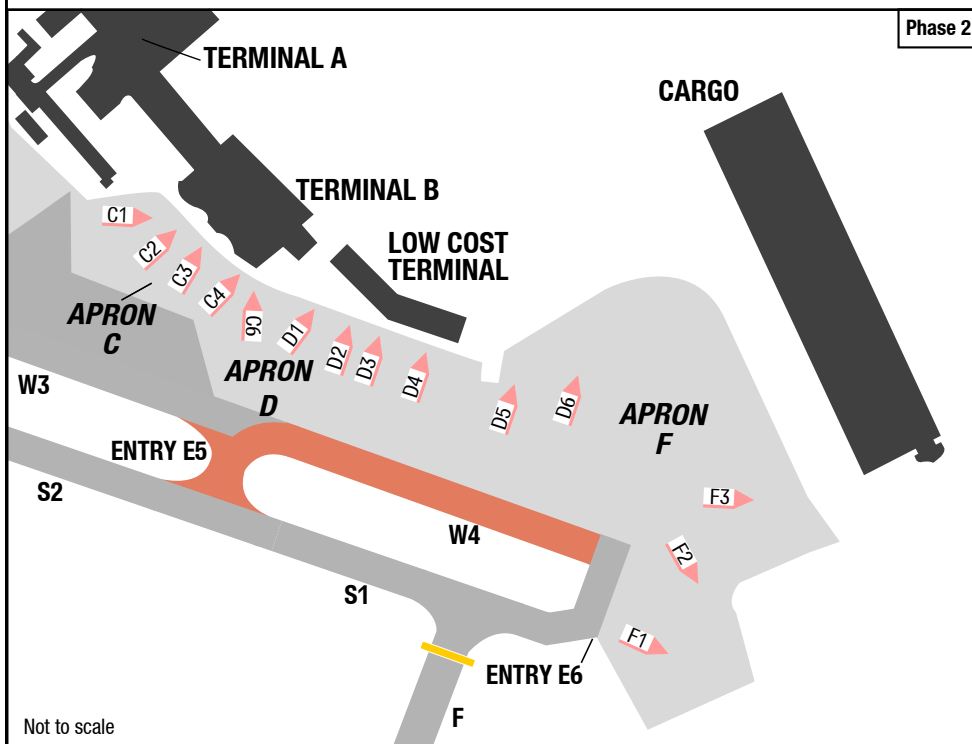 Phase 2
TERMINAL A
CARGO
TERMINAL B
LOW COST
TERMINAL
C1
C2
C3
C4
C6
D1
D2
D3
D4
D5
D6
APRON
C
APRON
D
APRON
F
W3
ENTRY E5
S2
W4
F3
F2
F1
S1
ENTRY E6
F
Not to scale